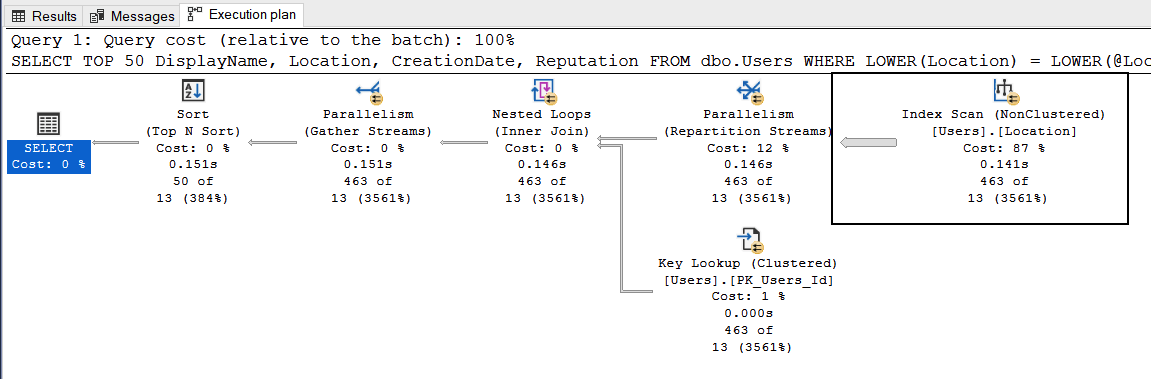 Results Messages Execution plan
Query 1: Query cost (relative to the batch): 100%
SELECT TOP 50 DisplayName, Location, CreationDate, Reputation FROM dbo.Users WHERE LOWER(Location) = LOWER(@Loc
SELECT
Cost: 0 %
Sort
(Top N Sort)
Cost: 0 %
0.151s
50 of
13 (384%)
Parallelism
(Gather Streams)
Cost: 0 %
0.151s
463 of
13 (3561%)
Nested Loops
(Inner Join)
Cost: 0 %
0.146s
463 of
13 (3561%)
Parallelism
(Repartition Streams)
Cost: 12 %
0.146s
463 of
13 (3561%)
Index Scan (NonClustered)
[Users].[Location]
Cost: 87 %
0.141s
463 of
13 (3561%)
Key Lookup (Clustered)
[Users].[PK_Users_Id]
Cost: 1 %
0.000s
463 of
13 (3561%)